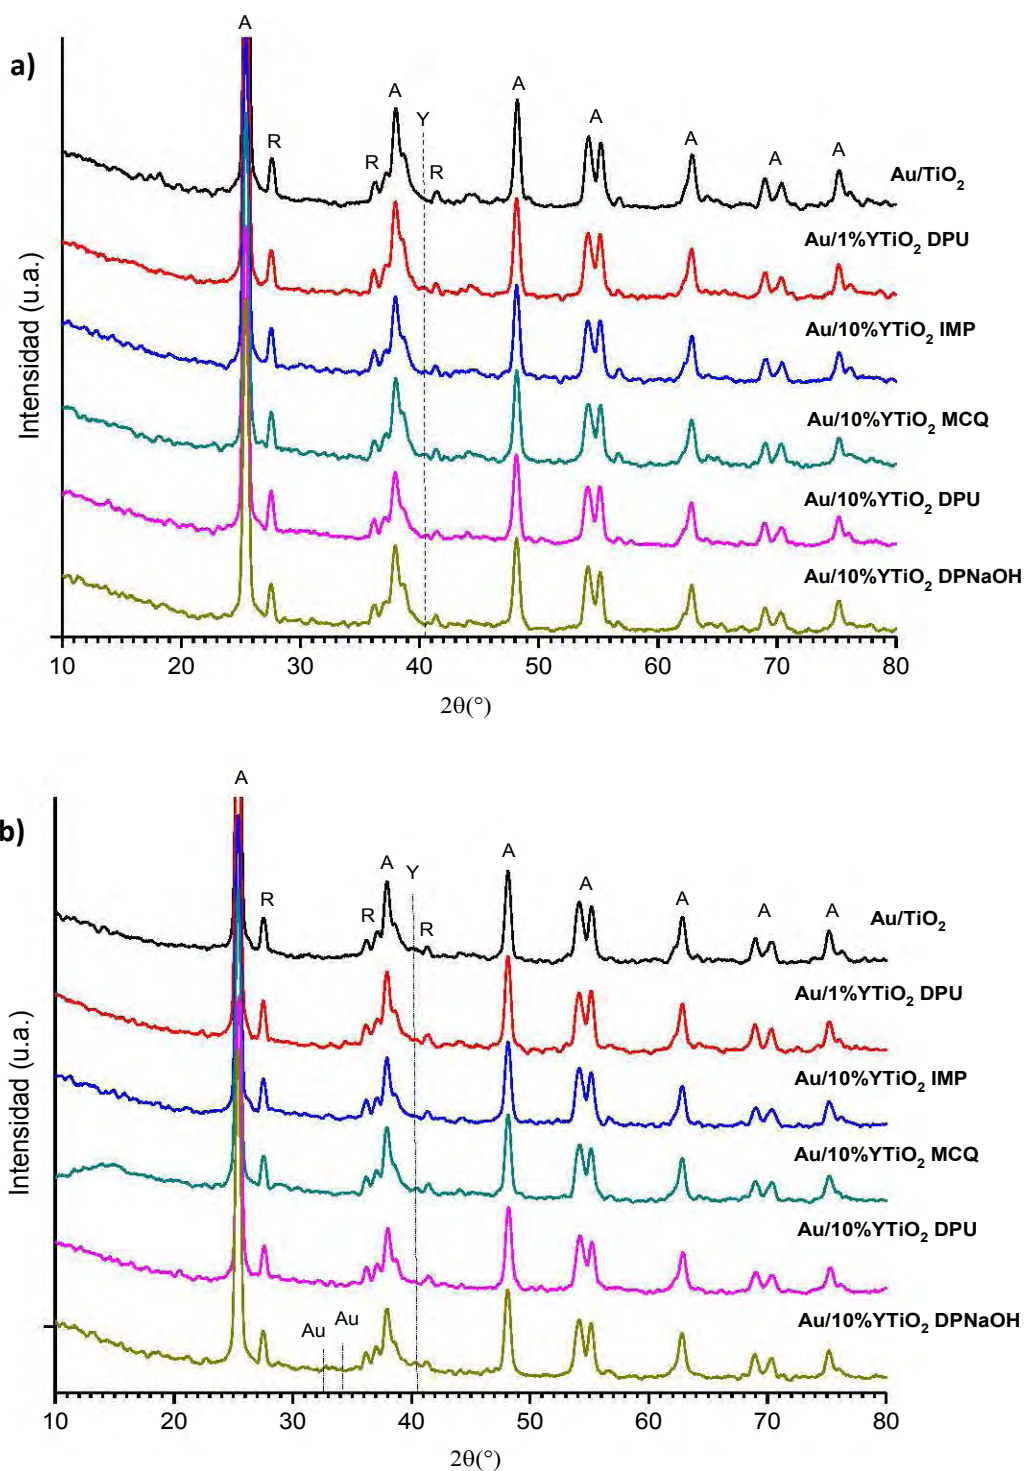 A
a)
A
A
Y
A
R
A
A
A
R
R
Au/TiO₂
Au/1%YTiO₂ DPU
Au/10%YTiO₂ IMP
Au/10%YTiO₂ MCQ
Au/10%YTiO₂ DPU
Au/10%YTiO₂ DPNaOH
Intensidad (u.a.)
10 20 30 40 50 60 70 80
2θ(°)
A
b)
A
Y
A
A
R
A
A
A
R
R
Au/TiO₂
Au/1%YTiO₂ DPU
Au/10%YTiO₂ IMP
Au/10%YTiO₂ MCQ
Au/10%YTiO₂ DPU
Au
Au
Au/10%YTiO₂ DPNaOH
Intensidad (u.a.)
10 20 30 40 50 60 70 80
2θ(°)